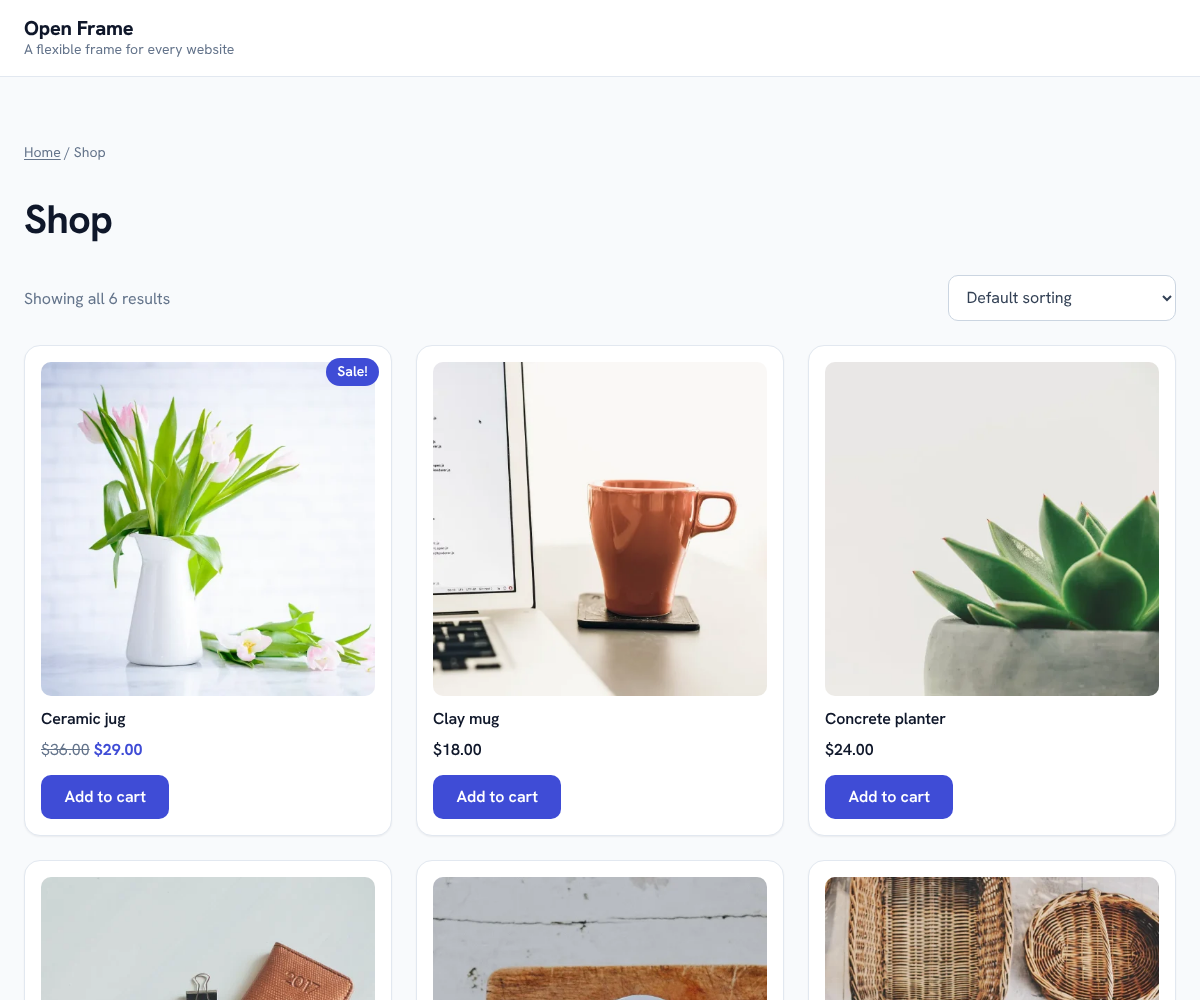 Open Frame
A flexible frame for every website
Home / Shop
Shop
Showing all 6 results
Default sorting
Sale!
Ceramic jug
$36.00 $29.00
Add to cart
Clay mug
$18.00
Add to cart
Concrete planter
$24.00
Add to cart
2017